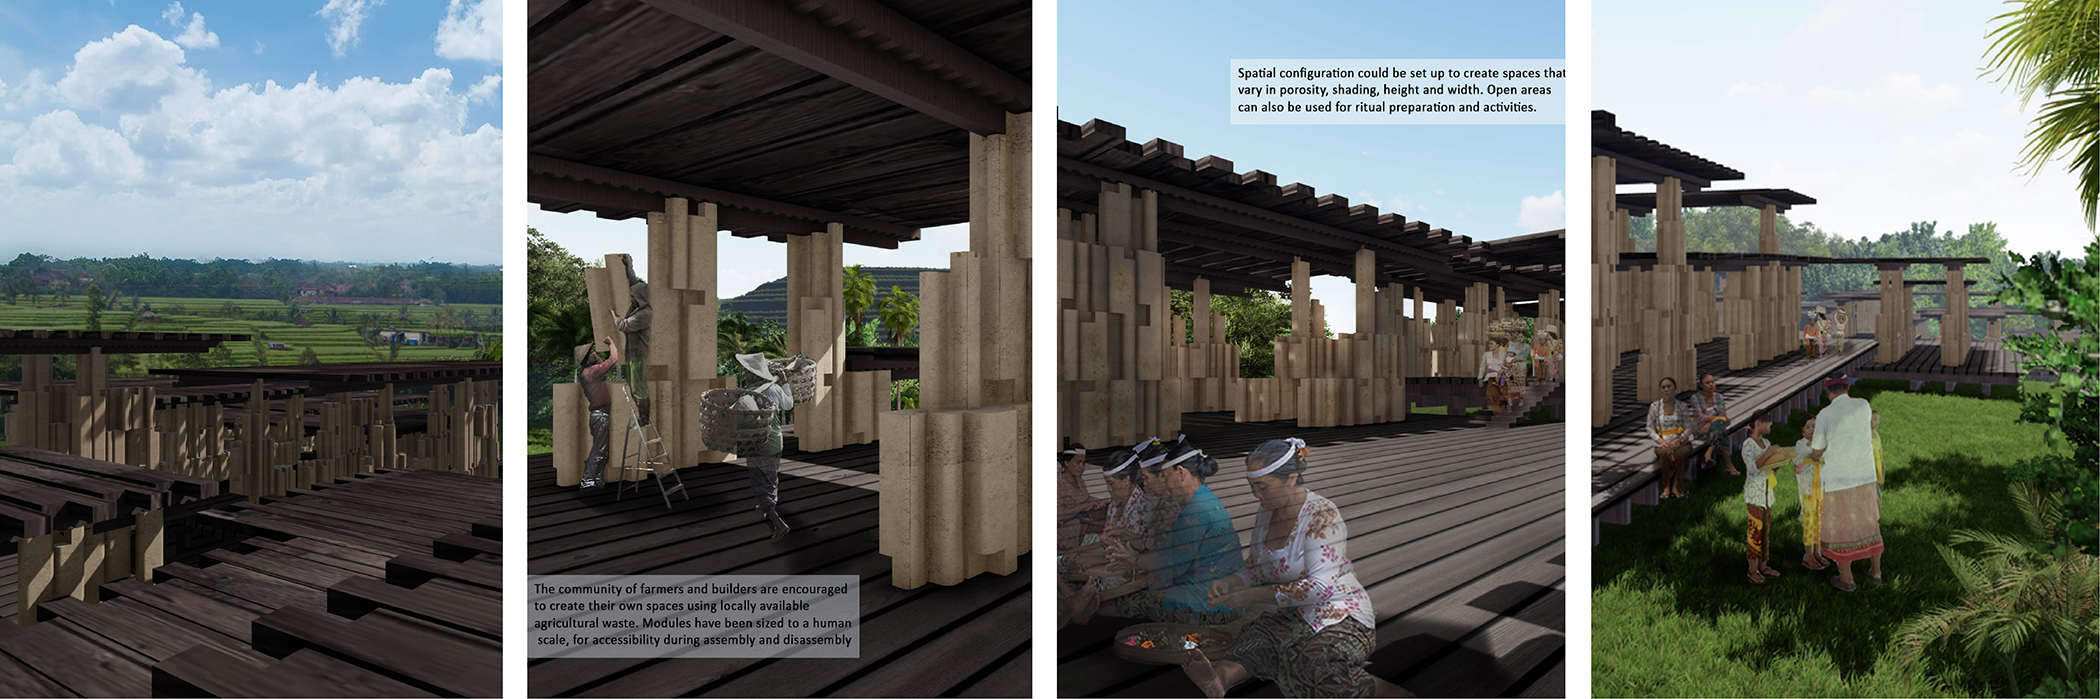 The community of farmers and builders are encouraged
to create their own spaces using locally available
agricultural waste. Modules have been sized to a human
scale, for accessibility during assembly and disassembly
Spatial configuration could be set up to create spaces that
vary in porosity, shading, height and width. Open areas
can also be used for ritual preparation and activities.